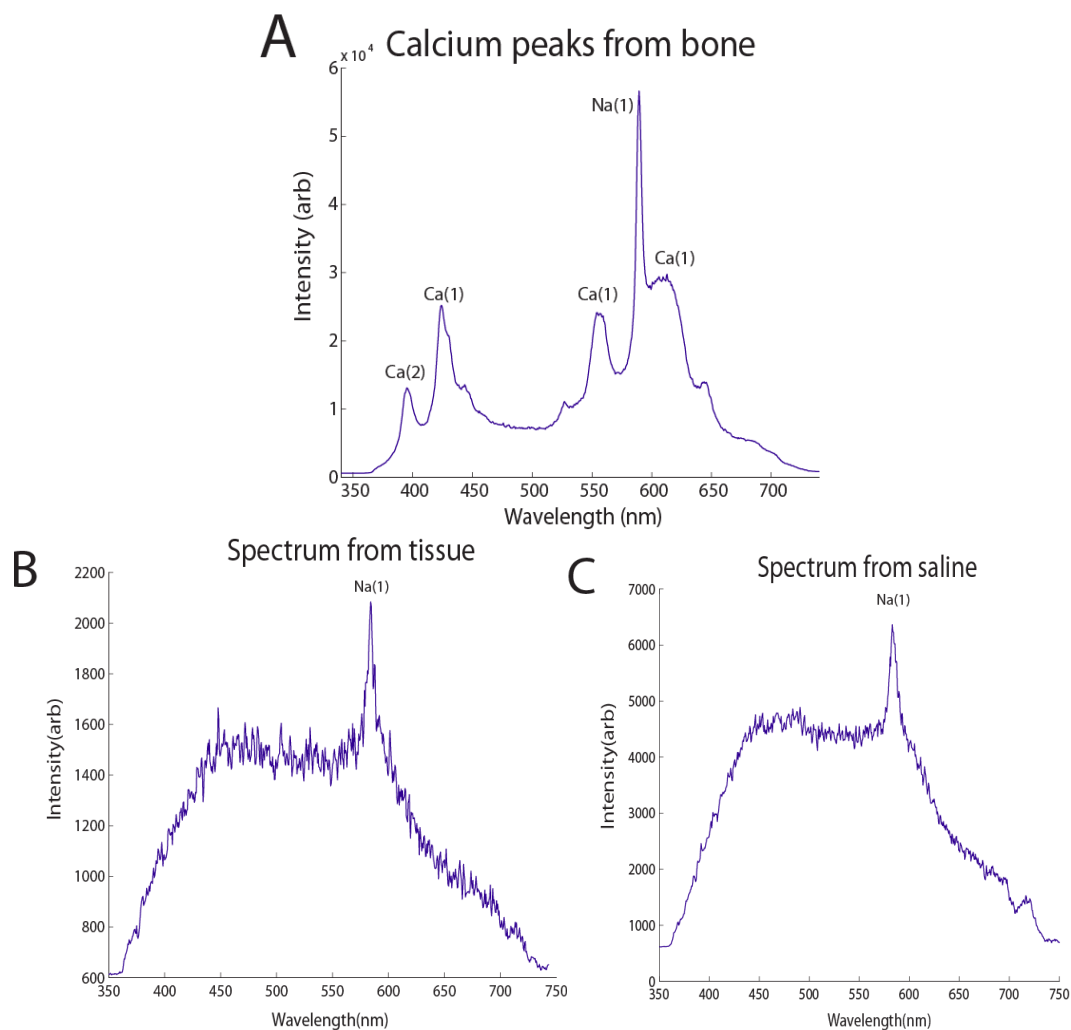 A
Calcium peaks from bone
x 10 4
6
5
4
3
2
1
0
Intensity (arb)
Na(1)
Ca(1)
Ca(1)
Ca(1)
Ca(2)
350 400 450 500 550 600 650 700
Wavelength (nm)
B
Spectrum from tissue
2200
2000
1800
1600
1400
1200
1000
800
600
Intensity(arb)
Na(1)
350 400 450 500 550 600 650 700 750
Wavelength(nm)
C
Spectrum from saline
7000
6000
5000
4000
3000
2000
1000
0
Intensity(arb)
Na(1)
350 400 450 500 550 600 650 700 750
Wavelength(nm)